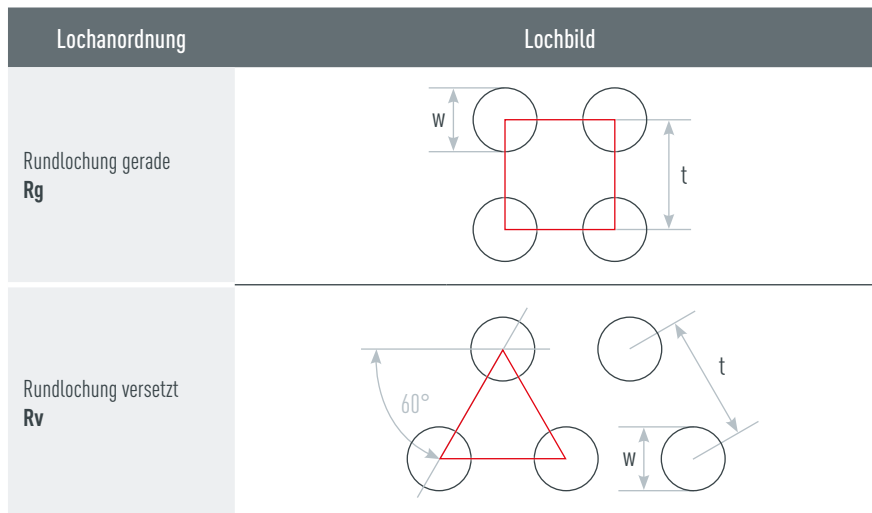 Lochanordnung
Lochbild
Rundlochung gerade
Rg
w
t
Rundlochung versetzt
Rv
60°
t
w